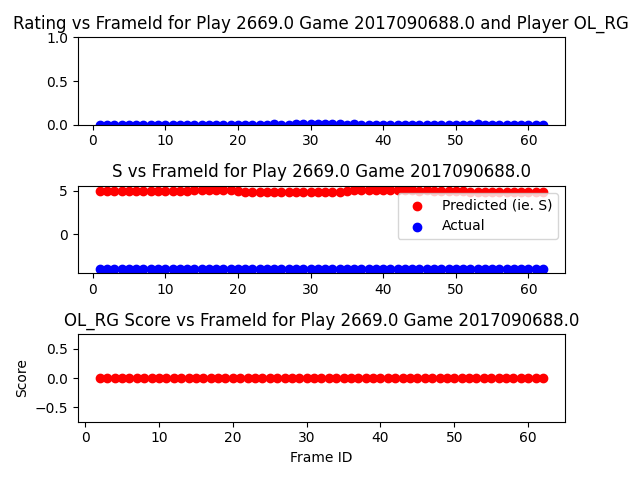 Rating vs FrameId for Play 2669.0 Game 2017090688.0 and Player OL_RG
1.0
0.5
0.0
0 10 20 30 40 50 60
S vs FrameId for Play 2669.0 Game 2017090688.0
5
0
Predicted (ie. S)
Actual
0 10 20 30 40 50 60
OL_RG Score vs FrameId for Play 2669.0 Game 2017090688.0
Score
0.5
0.0
−0.5
0 10 20 30 40 50 60
Frame ID